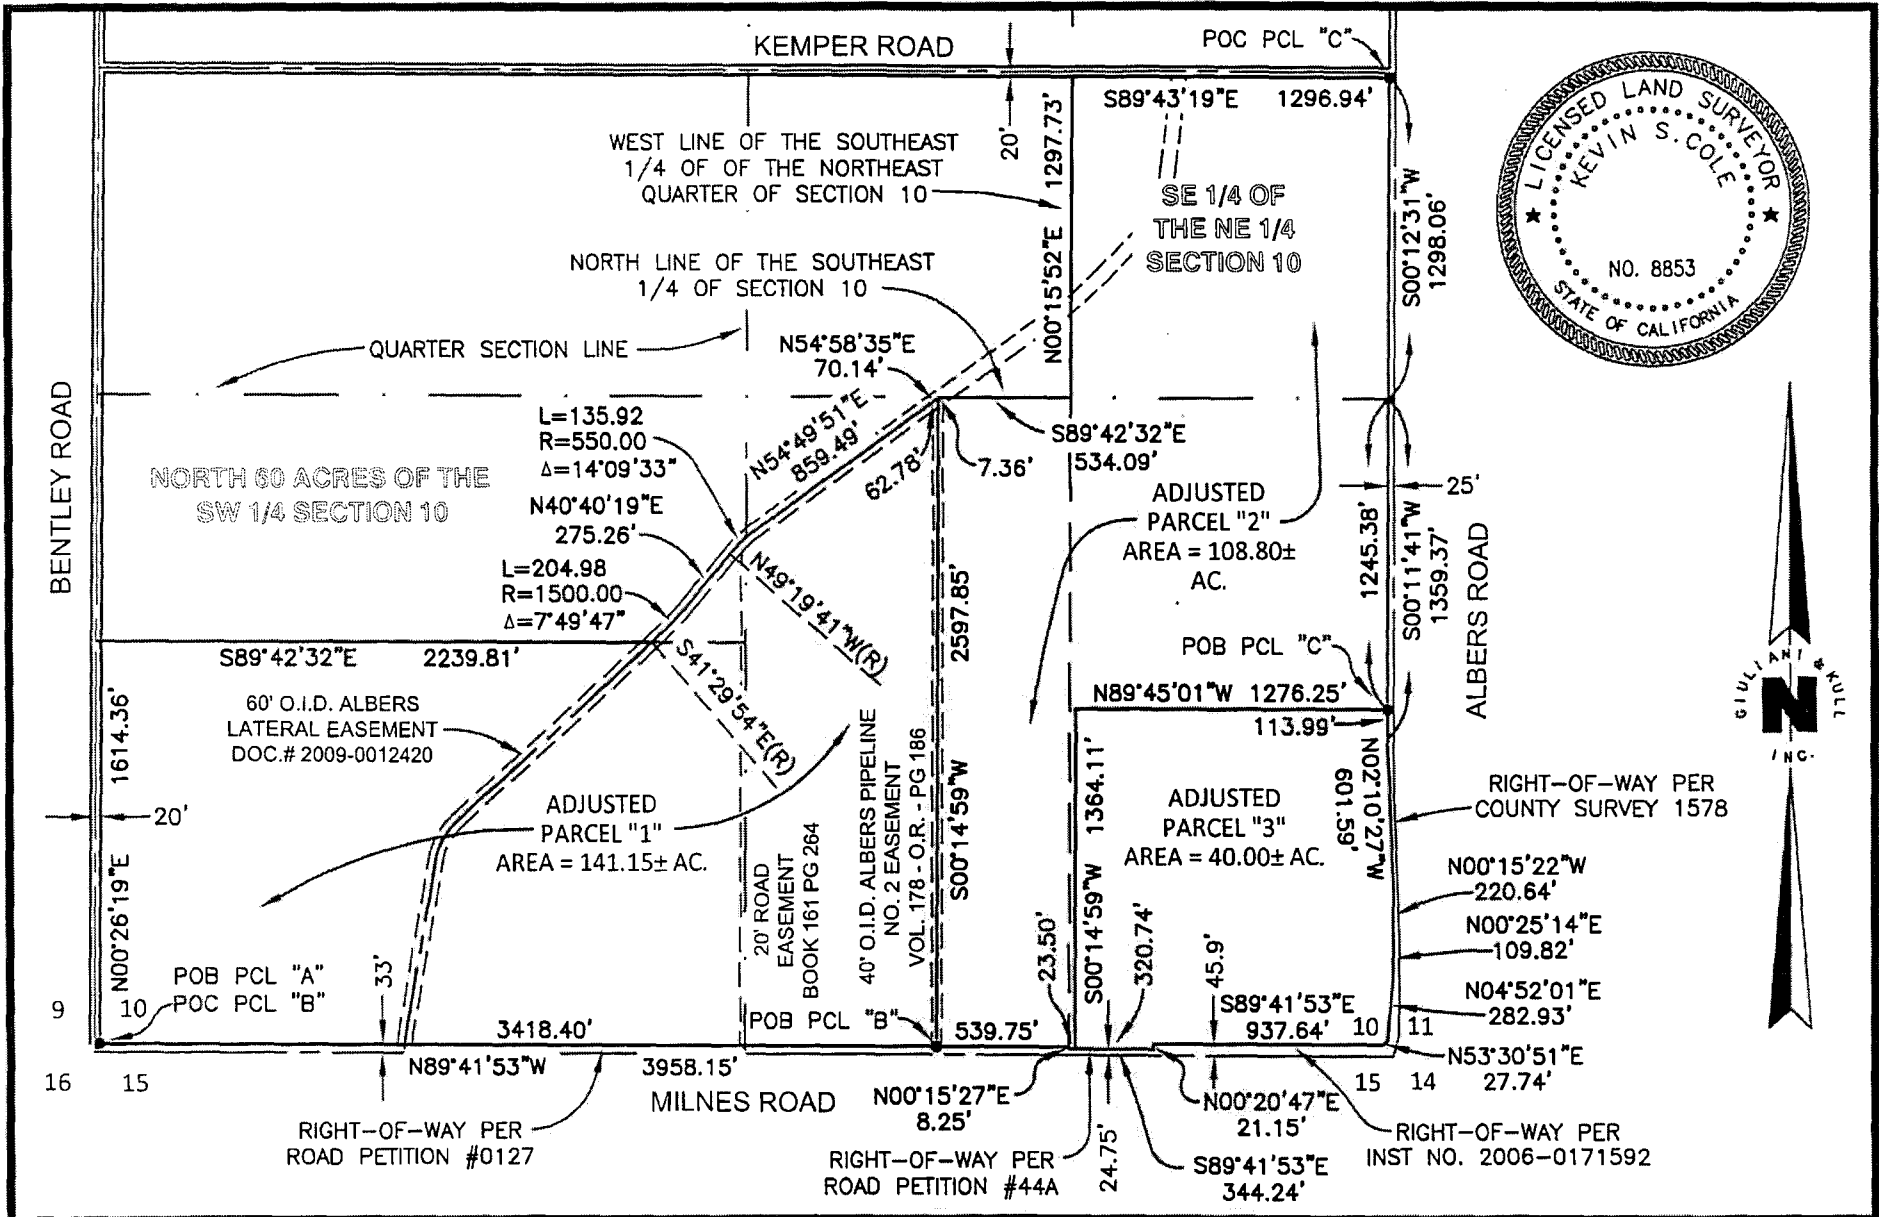 KEMPER ROAD
POC PCL "C"
S89°43'19"E 1296.94'
20'
WEST LINE OF THE SOUTHEAST
1/4 OF OF THE NORTHEAST
QUARTER OF SECTION 10
N00°15'52"E 1297.73'
SE 1/4 OF
THE NE 1/4
SECTION 10
S00°12'31"W
1298.06'
LICENSED LAND SURVEYOR
KEVIN S. COLE
NO. 8853
STATE OF CALIFORNIA
NORTH LINE OF THE SOUTHEAST
1/4 OF SECTION 10
QUARTER SECTION LINE
N54°58'35"E
70.14'
BENTLEY ROAD
L=135.92
R=550.00
Δ=14°09'33"
N54°49'51"E
859.49'
62.78'
7.36'
S89°42'32"E
534.09'
NORTH 60 ACRES OF THE
SW 1/4 SECTION 10
N40°40'19"E
275.26'
L=204.98
R=1500.00
Δ=7°49'47"
N49°19'41"W(R)
S41°29'54"E(R)
ADJUSTED
PARCEL "2"
AREA = 108.80±
AC.
25'
1245.38'
S00°11'41"W
1359.37'
ALBERS ROAD
2597.85'
S00°14'59"W
S89°42'32"E 2239.81'
60' O.I.D. ALBERS
LATERAL EASEMENT
DOC.# 2009-0012420
1614.36'
N00°26'19"E
20'
POB PCL "C"
N89°45'01"W 1276.25'
113.99'
GIULIANI & KULL
N
INC.
ADJUSTED
PARCEL "1"
AREA = 141.15± AC.
20' ROAD
EASEMENT
BOOK 161 PG 264
40' O.I.D. ALBERS PIPELINE
NO. 2 EASEMENT
VOL. 178 - O.R. - PG 186
S00°14'59"W 1364.11'
ADJUSTED
PARCEL "3"
AREA = 40.00± AC.
N02°10'27"W
601.59'
RIGHT-OF-WAY PER
COUNTY SURVEY 1578
N00°15'22"W
220.64'
N00°25'14"E
109.82'
N04°52'01"E
282.93'
POB PCL "A"
POC PCL "B"
9 10
33'
3418.40'
POB PCL "B"
539.75'
23.50'
320.74'
45.9'
S89°41'53"E
937.64'
10 11
N53°30'51"E
27.74'
16 15
N89°41'53"W 3958.15'
MILNES ROAD
15 14
N00°15'27"E
8.25'
24.75'
N00°20'47"E
21.15'
RIGHT-OF-WAY PER
ROAD PETITION #0127
RIGHT-OF-WAY PER
ROAD PETITION #44A
S89°41'53"E
344.24'
RIGHT-OF-WAY PER
INST NO. 2006-0171592